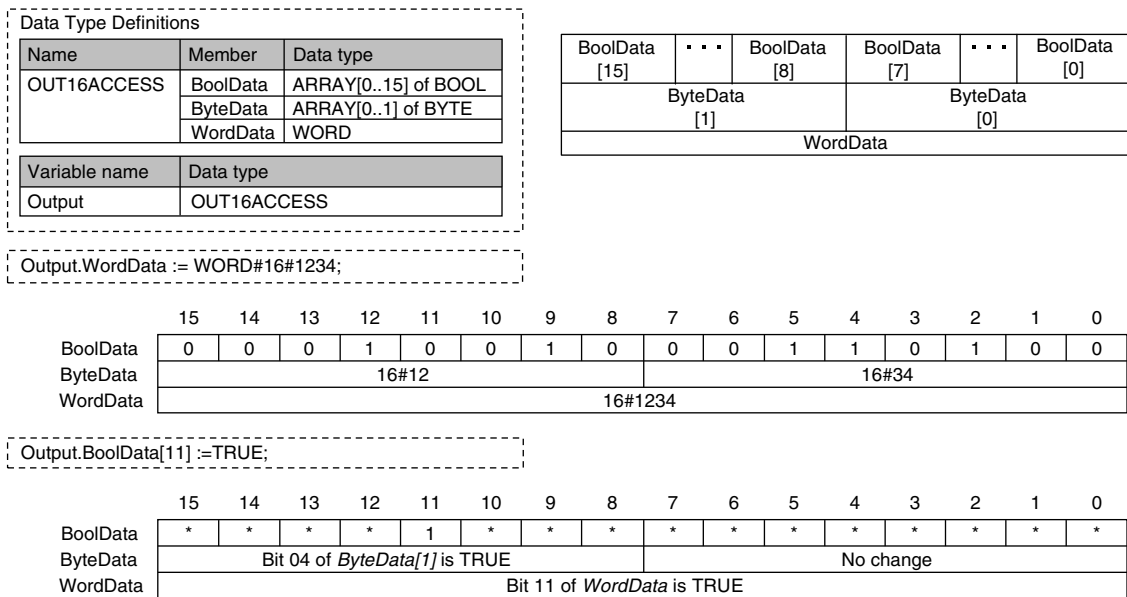 Data Type Definitions
Name Member Data type
OUT16ACCESS BoolData ARRAY[0..15] of BOOL
ByteData ARRAY[0..1] of BYTE
WordData WORD
Variable name Data type
Output OUT16ACCESS
BoolData [15] • • • BoolData [8] BoolData [7] • • • BoolData [0]
ByteData [1] ByteData [0]
WordData
Output.WordData := WORD#16#1234;
15 14 13 12 11 10 9 8 7 6 5 4 3 2 1 0
BoolData 0 0 0 1 0 0 1 0 0 0 1 1 0 1 0 0
ByteData 16#12 16#34
WordData 16#1234
Output.BoolData[11] :=TRUE;
15 14 13 12 11 10 9 8 7 6 5 4 3 2 1 0
BoolData * * * * 1 * * * * * * * * * * *
ByteData Bit 04 of ByteData[1] is TRUE No change
WordData Bit 11 of WordData is TRUE